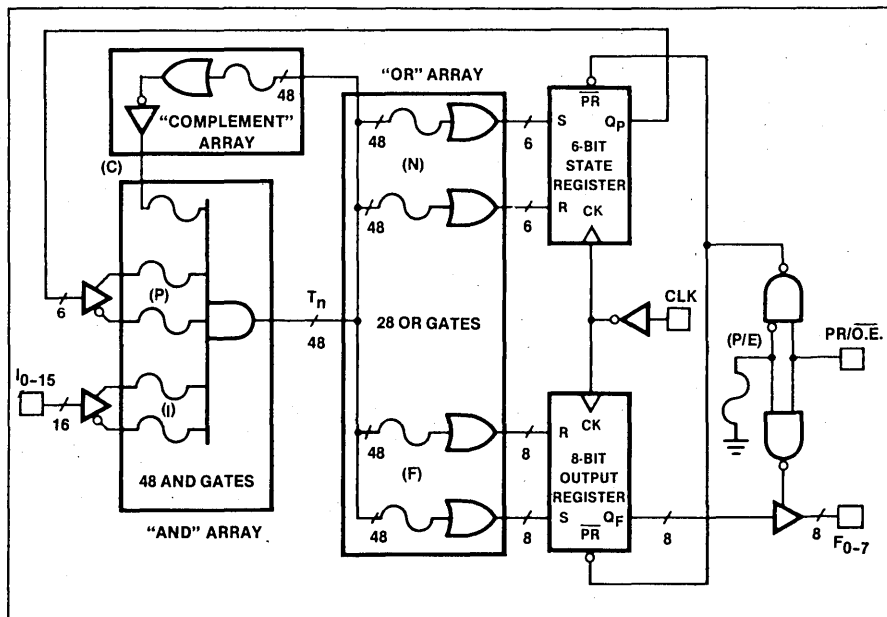 "OR" ARRAY
48
"COMPLEMENT"
ARRAY
(C)
PR
S
QP
6-BIT
STATE
REGISTER
R
CK
48
6
(N)
48
6
(P)
6
Tn
48
28 OR GATES
CLK
(P/E)
PR/O.E.
I0-15
16
(I)
48 AND GATES
"AND" ARRAY
CK
R
8-BIT
OUTPUT
REGISTER
S
QF
PR
48
8
(F)
48
8
8
8
F0-7